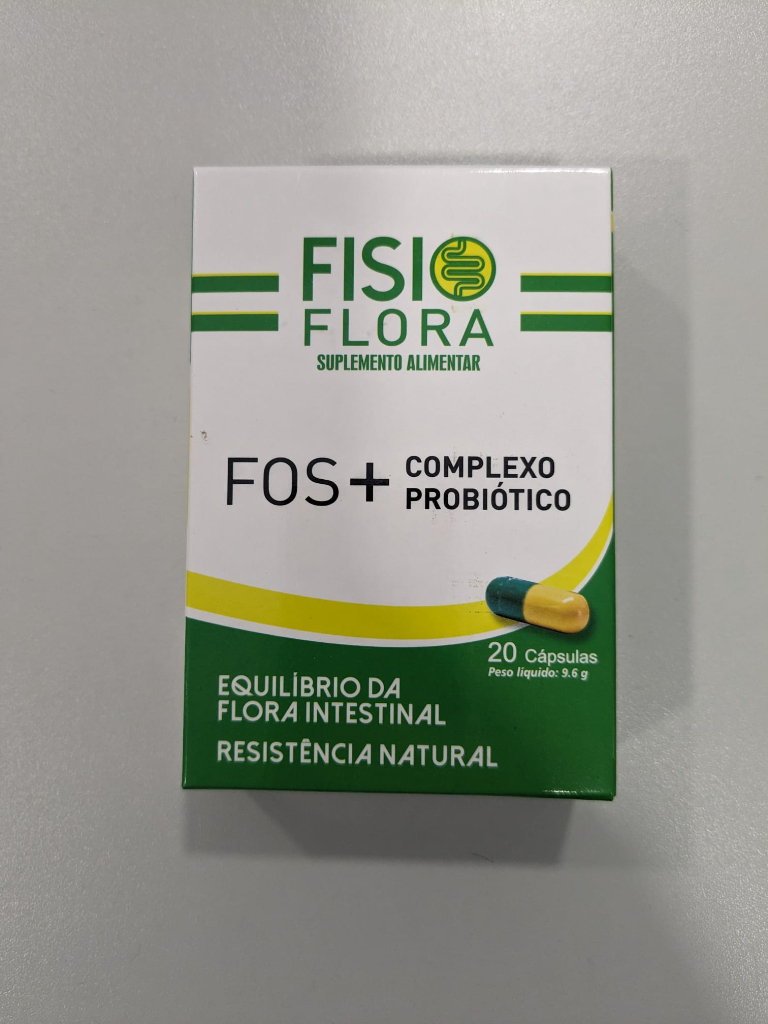 FISIO
FLORA
SUPLEMENTO ALIMENTAR
FOS + COMPLEXO
PROBIÓTICO
20 Cápsulas
Peso líquido: 9.6 g
EQUILÍBRIO DA
FLORA INTESTINAL
RESISTÊNCIA NATURAL